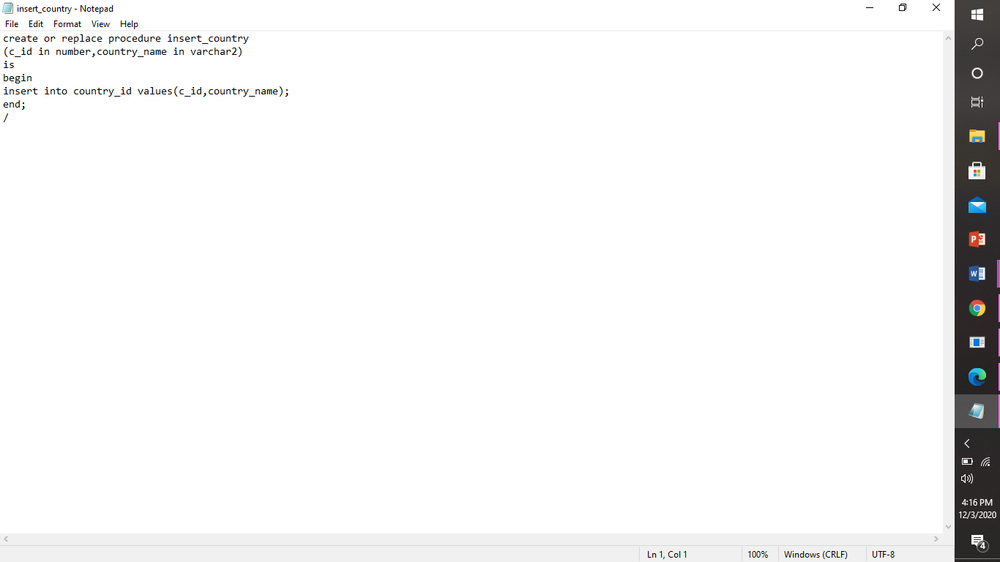 insert_country - Notepad
File Edit Format View Help
create or replace procedure insert_country
(c_id in number,country_name in varchar2)
is
begin
insert into country_id values(c_id,country_name);
end;
/
4:16 PM
12/3/2020
4
Ln 1, Col 1 100% Windows (CRLF) UTF-8